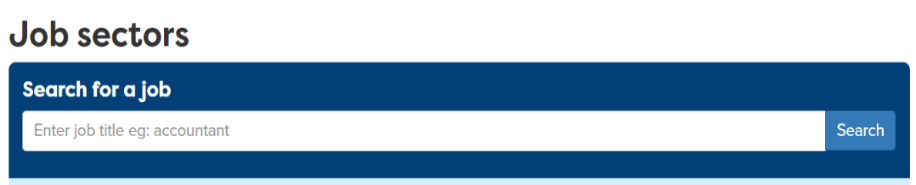 Job sectors
Search for a job
Enter job title eg: accountant
Search